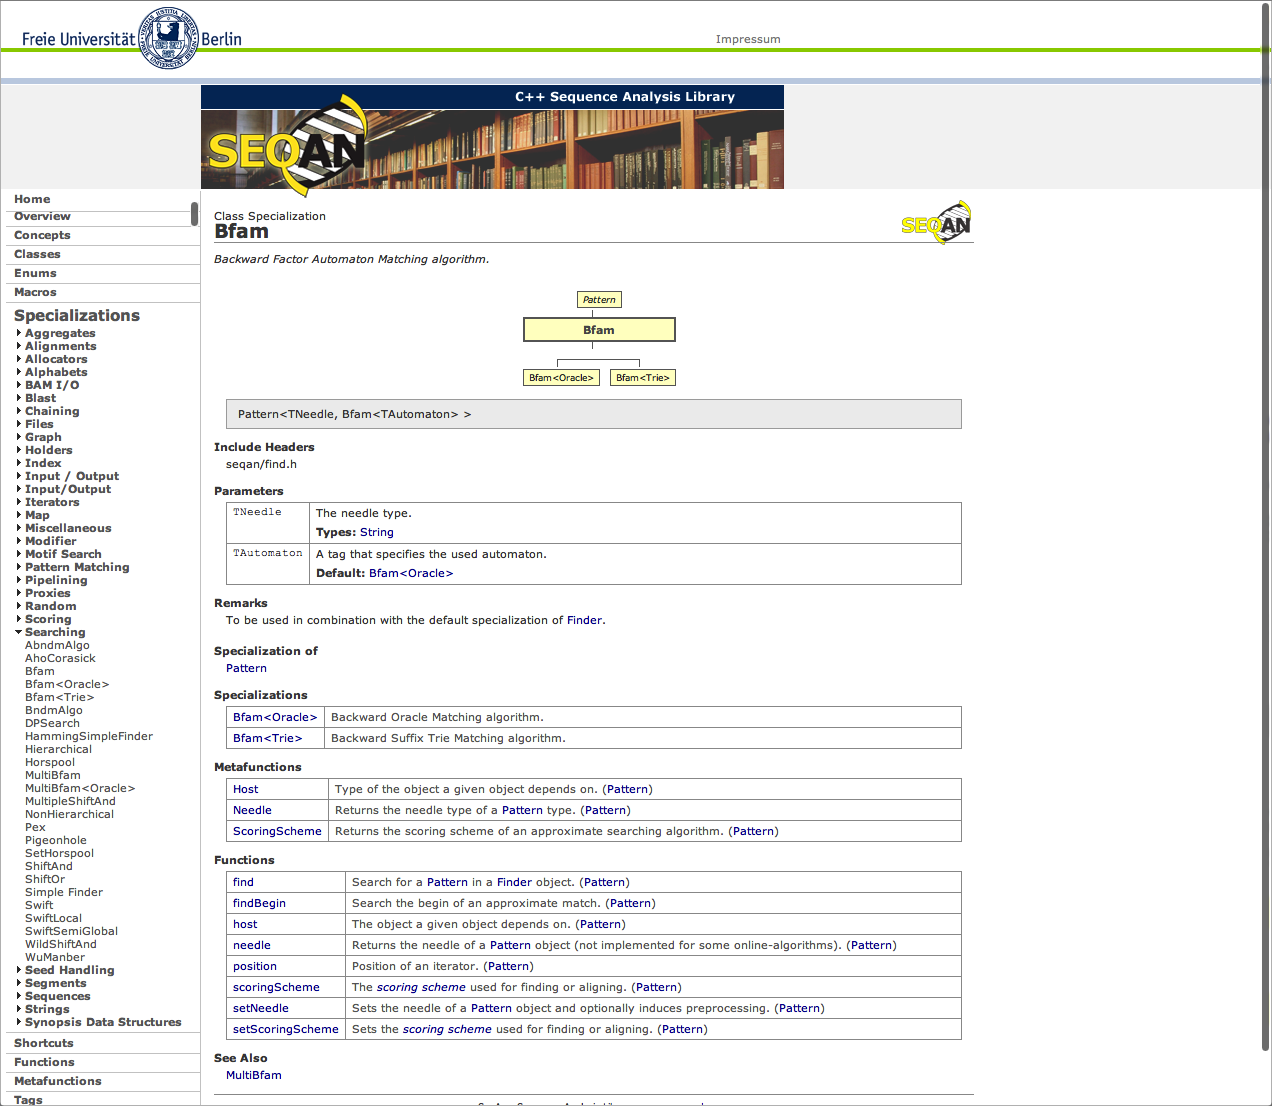 Freie Universität Berlin
Impressum
C++ Sequence Analysis Library
SEQAN
Home
Overview
Concepts
Classes
Enums
Macros
Specializations
Aggregates
Alignments
Allocators
Alphabets
BAM I/O
Blast
Chaining
Files
Graph
Holders
Index
Input / Output
Input/Output
Iterators
Map
Miscellaneous
Modifier
Motif Search
Pattern Matching
Pipelining
Proxies
Random
Scoring
Searching
AbndmAlgo
AhoCorasick
Bfam
Bfam<Oracle>
Bfam<Trie>
BndmAlgo
DPSearch
HammingSimpleFinder
Hierarchical
Horspool
MultiBfam
MultiBfam<Oracle>
MultipleShiftAnd
NonHierarchical
Pex
Pigeonhole
SetHorspool
ShiftAnd
ShiftOr
Simple Finder
Swift
SwiftLocal
SwiftSemiGlobal
WildShiftAnd
WuManber
Seed Handling
Segments
Sequences
Strings
Synopsis Data Structures
Shortcuts
Functions
Metafunctions
Tags
Class Specialization
Bfam
SEQAN
Backward Factor Automaton Matching algorithm.
Pattern
Bfam
Bfam<Oracle> Bfam<Trie>
Pattern<TNeedle, Bfam<TAutomaton> >
Include Headers
seqan/find.h
Parameters
TNeedle The needle type.
Types: String
TAutomaton A tag that specifies the used automaton.
Default: Bfam<Oracle>
Remarks
To be used in combination with the default specialization of Finder.
Specialization of
Pattern
Specializations
Bfam<Oracle> Backward Oracle Matching algorithm.
Bfam<Trie> Backward Suffix Trie Matching algorithm.
Metafunctions
Host Type of the object a given object depends on. (Pattern)
Needle Returns the needle type of a Pattern type. (Pattern)
ScoringScheme Returns the scoring scheme of an approximate searching algorithm. (Pattern)
Functions
find Search for a Pattern in a Finder object. (Pattern)
findBegin Search the begin of an approximate match. (Pattern)
host The object a given object depends on. (Pattern)
needle Returns the needle of a Pattern object (not implemented for some online-algorithms). (Pattern)
position Position of an iterator. (Pattern)
scoringScheme The scoring scheme used for finding or aligning. (Pattern)
setNeedle Sets the needle of a Pattern object and optionally induces preprocessing. (Pattern)
setScoringScheme Sets the scoring scheme used for finding or aligning. (Pattern)
See Also
MultiBfam